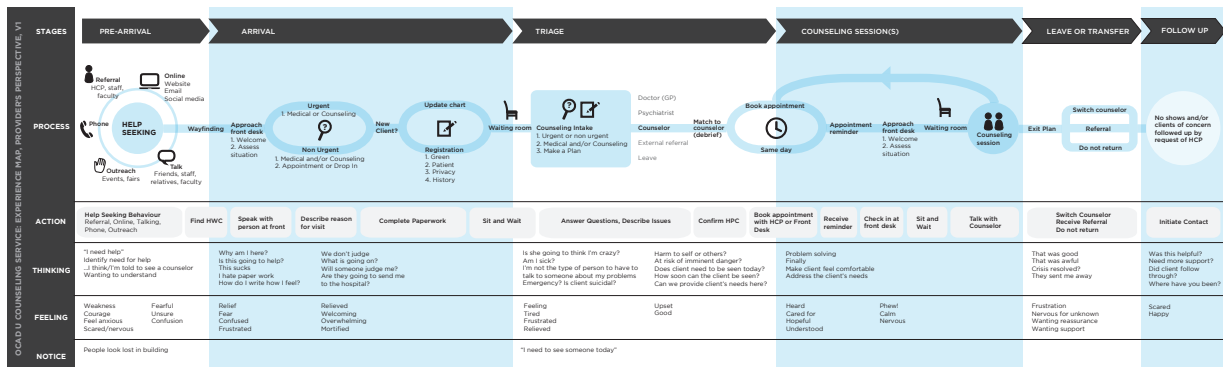 OCAD U COUNSELING SERVICE: EXPERIENCE MAP, PROVIDER'S PERSPECTIVE, V1
STAGES
PRE-ARRIVAL
ARRIVAL
TRIAGE
COUNSELING SESSION(S)
LEAVE OR TRANSFER
FOLLOW UP
PROCESS
Referral
HCP, staff,
faculty
Online
Website
Email
Social media
Phone
HELP
SEEKING
Outreach
Events, fairs
Talk
Friends, staff,
relatives, faculty
Wayfinding
Approach
front desk
1. Welcome
2. Assess
situation
Urgent
1. Medical or Counseling
Non Urgent
1. Medical and/or Counseling
2. Appointment or Drop In
New
Client?
Update chart
Registration
1. Green
2. Patient
3. Privacy
4. History
Waiting room
Counseling Intake
1. Urgent or non urgent
2. Medical and/or Counseling
3. Make a Plan
Doctor (GP)
Psychiatrist
Counselor
External referral
Leave
Match to
counselor
(debrief)
Book appointment
Same day
Appointment
reminder
Approach
front desk
1. Welcome
2. Assess
situation
Waiting room
Counseling
session
Exit Plan
Switch counselor
Referral
Do not return
No shows and/or
clients of concern
followed up by
request of HCP
ACTION
Help Seeking Behaviour
Referral, Online, Talking,
Phone, Outreach
Find HWC
Speak with
person at front
Describe reason
for visit
Complete Paperwork
Sit and Wait
Answer Questions, Describe Issues
Confirm HPC
Book appointment
with HCP or Front
Desk
Receive
reminder
Check in at
front desk
Sit and
Wait
Talk with
Counselor
Switch Counselor
Receive Referral
Do not return
Initiate Contact
THINKING
"I need help"
Identify need for help
...I think/I'm told to see a counselor
Wanting to understand
Why am I here?
Is this going to help?
This sucks
I hate paper work
How do I write how I feel?
We don't judge
What is going on?
Will someone judge me?
Are they going to send me
to the hospital?
Is she going to think I'm crazy?
Am I sick?
I'm not the type of person to have to
talk to someone about my problems
Emergency? Is client suicidal?
Harm to self or others?
At risk of imminent danger?
Does client need to be seen today?
How soon can the client be seen?
Can we provide client's needs here?
Problem solving
Finally
Make client feel comfortable
Address the client's needs
That was good
That was awful
Crisis resolved?
They sent me away
Was this helpful?
Need more support?
Did client follow
through?
Where have you been?
FEELING
Weakness
Courage
Feel anxious
Scared/nervous
Fearful
Unsure
Confusion
Relief
Fear
Confused
Frustrated
Relieved
Welcoming
Overwhelming
Mortified
Feeling
Tired
Frustrated
Relieved
Upset
Good
Heard
Cared for
Hopeful
Understood
Phew!
Calm
Nervous
Frustration
Nervous for unknown
Wanting reassurance
Wanting support
Scared
Happy
NOTICE
People look lost in building
"I need to see someone today"